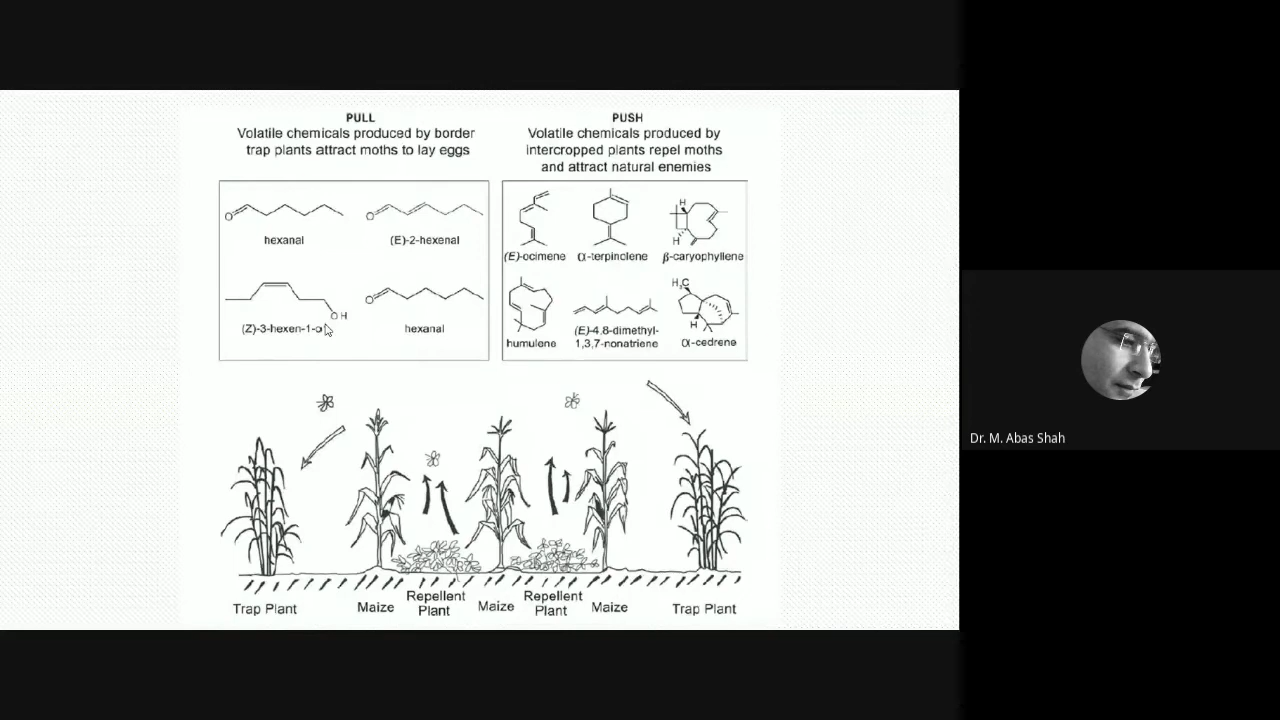 PULL
Volatile chemicals produced by border
trap plants attract moths to lay eggs
PUSH
Volatile chemicals produced by
intercropped plants repel moths
and attract natural enemies
O
hexanal
O
(E)-2-hexenal
OH
(Z)-3-hexen-1-o
O
hexanal
(E)-ocimene
α-terpinolene
H
H
β-caryophyllene
humulene
(E)-4,8-dimethyl-
1,3,7-nonatriene
H₃C
H
α-cedrene
Trap Plant
Maize
Repellent
Plant
Maize
Repellent
Plant
Maize
Trap Plant
Dr. M. Abas Shah